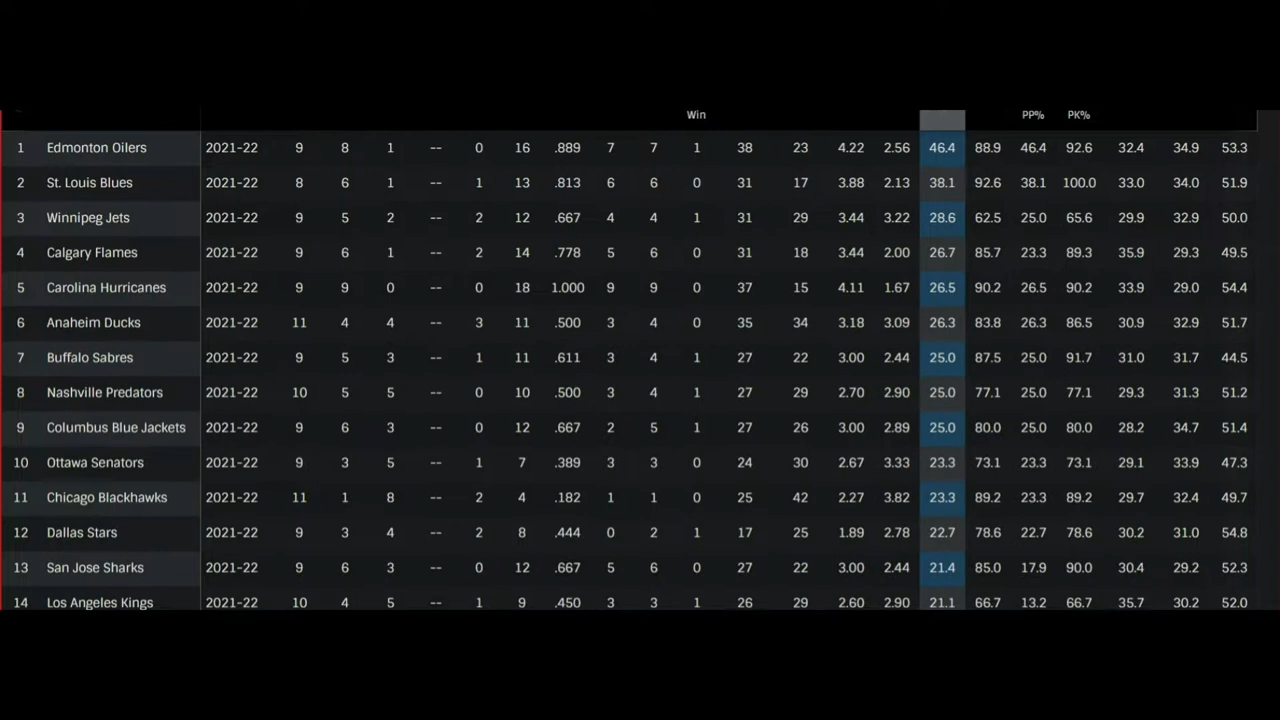 Win PP% PK%
1 Edmonton Oilers 2021-22 9 8 1 -- 0 16 .889 7 7 1 38 23 4.22 2.56 46.4 88.9 46.4 92.6 32.4 34.9 53.3
2 St. Louis Blues 2021-22 8 6 1 -- 1 13 .813 6 6 0 31 17 3.88 2.13 38.1 92.6 38.1 100.0 33.0 34.0 51.9
3 Winnipeg Jets 2021-22 9 5 2 -- 2 12 .667 4 4 1 31 29 3.44 3.22 28.6 62.5 25.0 65.6 29.9 32.9 50.0
4 Calgary Flames 2021-22 9 6 1 -- 2 14 .778 5 6 0 31 18 3.44 2.00 26.7 85.7 23.3 89.3 35.9 29.3 49.5
5 Carolina Hurricanes 2021-22 9 9 0 -- 0 18 1.000 9 9 0 37 15 4.11 1.67 26.5 90.2 26.5 90.2 33.9 29.0 54.4
6 Anaheim Ducks 2021-22 11 4 4 -- 3 11 .500 3 4 0 35 34 3.18 3.09 26.3 83.8 26.3 86.5 30.9 32.9 51.7
7 Buffalo Sabres 2021-22 9 5 3 -- 1 11 .611 3 4 1 27 22 3.00 2.44 25.0 87.5 25.0 91.7 31.0 31.7 44.5
8 Nashville Predators 2021-22 10 5 5 -- 0 10 .500 3 4 1 27 29 2.70 2.90 25.0 77.1 25.0 77.1 29.3 31.3 51.2
9 Columbus Blue Jackets 2021-22 9 6 3 -- 0 12 .667 2 5 1 27 26 3.00 2.89 25.0 80.0 25.0 80.0 28.2 34.7 51.4
10 Ottawa Senators 2021-22 9 3 5 -- 1 7 .389 3 3 0 24 30 2.67 3.33 23.3 73.1 23.3 73.1 29.1 33.9 47.3
11 Chicago Blackhawks 2021-22 11 1 8 -- 2 4 .182 1 1 0 25 42 2.27 3.82 23.3 89.2 23.3 89.2 29.7 32.4 49.7
12 Dallas Stars 2021-22 9 3 4 -- 2 8 .444 0 2 1 17 25 1.89 2.78 22.7 78.6 22.7 78.6 30.2 31.0 54.8
13 San Jose Sharks 2021-22 9 6 3 -- 0 12 .667 5 6 0 27 22 3.00 2.44 21.4 85.0 17.9 90.0 30.4 29.2 52.3
14 Los Angeles Kings 2021-22 10 4 5 -- 1 9 .450 3 3 1 26 29 2.60 2.90 21.1 66.7 13.2 66.7 35.7 30.2 52.0